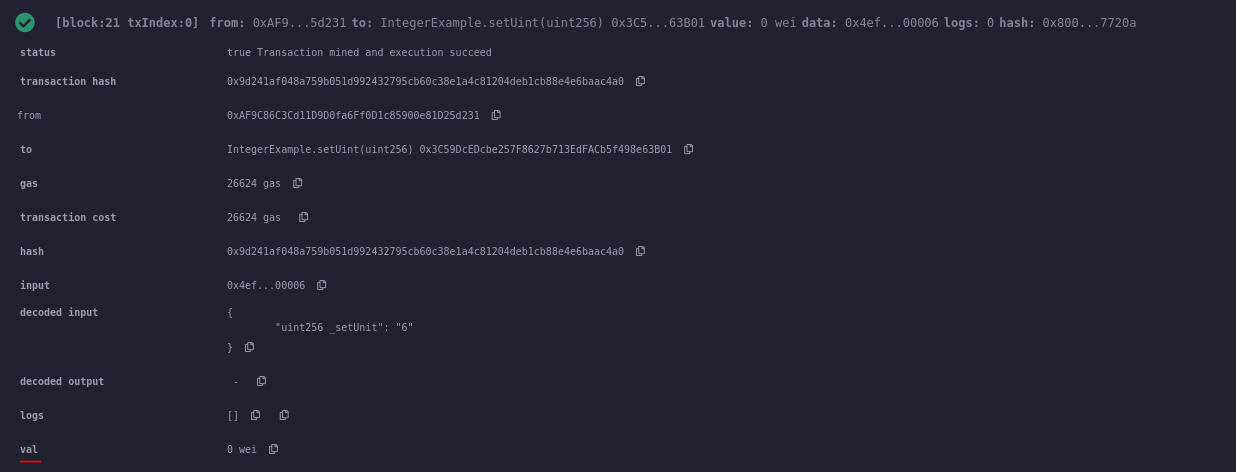 [block:21 txIndex:0] from: 0xAF9...5d231 to: IntegerExample.setUint(uint256) 0x3C5...63B01 value: 0 wei data: 0x4ef...00006 logs: 0 hash: 0x800...7720a
status true Transaction mined and execution succeed
transaction hash 0x9d241af048a759b051d992432795cb60c38e1a4c81204deb1cb88e4e6baac4a0
from 0xAF9C86C3Cd11D9D0fa6Ff0D1c85900e81D25d231
to IntegerExample.setUint(uint256) 0x3C59DcEDcbe257F8627b713EdFACb5f498e63B01
gas 26624 gas
transaction cost 26624 gas
hash 0x9d241af048a759b051d992432795cb60c38e1a4c81204deb1cb88e4e6baac4a0
input 0x4ef...00006
decoded input {
"uint256 _setUnit": "6"
}
decoded output -
logs []
val 0 wei